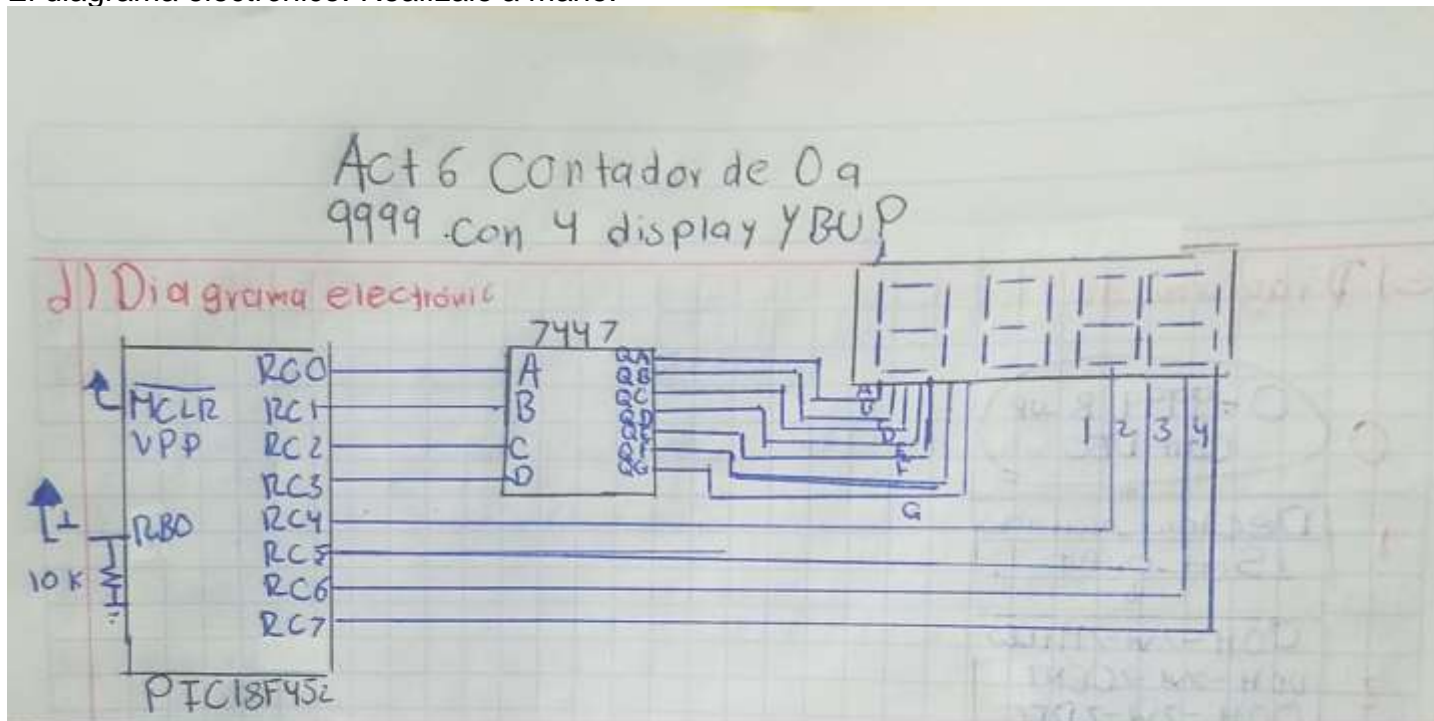 Act 6 Contador de 0 a
9999 con 4 display Y BUP
d) Diagrama electrónic
7447
RC0
RC1
RC2
RC3
RC4
RC5
RC6
RC7
MCLR
VPP
RB0
10 K
A
B
C
D
QA
QB
QC
QD
QE
QF
QG
A
B
C
D
E
F
G
1 2 3 4
PIC18F452